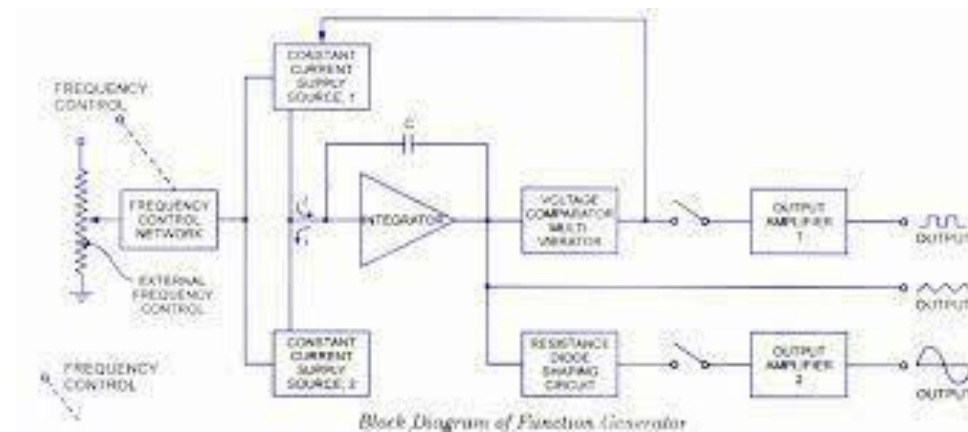 CONSTANT
CURRENT
SUPPLY
SOURCE, 1
FREQUENCY
CONTROL
C
FREQUENCY
CONTROL
NETWORK
INTEGRATOR
VOLTAGE
COMPARATOR
MULTI
VIBRATOR
OUTPUT
AMPLIFIER
1
OUTPUT
EXTERNAL
FREQUENCY
CONTROL
OUTPUT
CONSTANT
CURRENT
SUPPLY
SOURCE, 2
RESISTANCE
DIODE
SHAPING
CIRCUIT
OUTPUT
AMPLIFIER
2
OUTPUT
FREQUENCY
CONTROL
Block Diagram of Function Generator